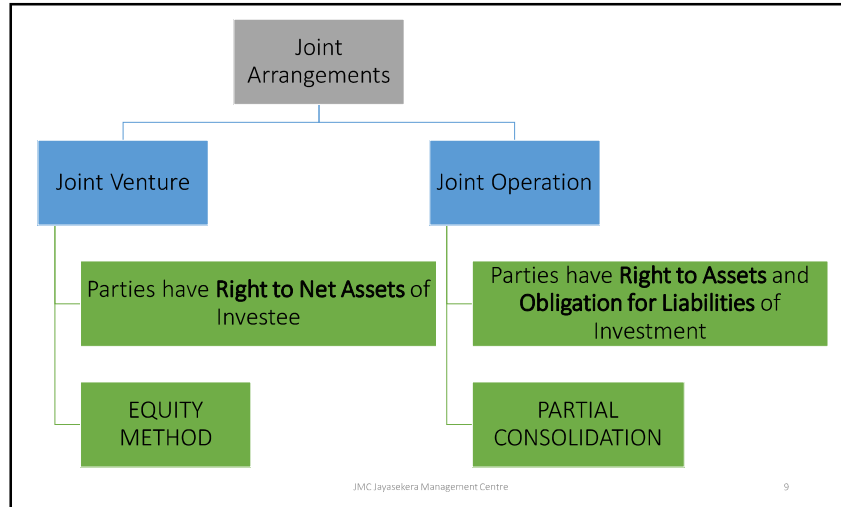 Joint
Arrangements
Joint Venture
Joint Operation
Parties have Right to Net Assets of
Investee
Parties have Right to Assets and
Obligation for Liabilities of
Investment
EQUITY
METHOD
PARTIAL
CONSOLIDATION
JMC Jayasekera Management Centre
9